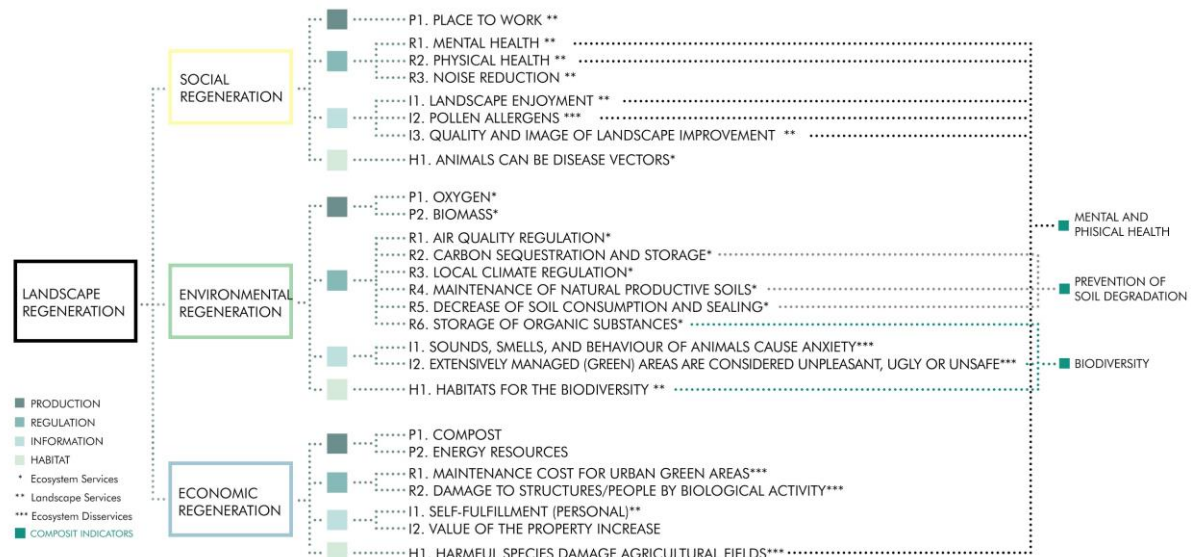 LANDSCAPE
REGENERATION
PRODUCTION
REGULATION
INFORMATION
HABITAT
* Ecosystem Services
** Landscape Services
*** Ecosystem Disservices
COMPOSIT INDICATORS
SOCIAL
REGENERATION
P1. PLACE TO WORK **
R1. MENTAL HEALTH **
R2. PHYSICAL HEALTH **
R3. NOISE REDUCTION **
I1. LANDSCAPE ENJOYMENT **
I2. POLLEN ALLERGENS ***
I3. QUALITY AND IMAGE OF LANDSCAPE IMPROVEMENT **
H1. ANIMALS CAN BE DISEASE VECTORS*
ENVIRONMENTAL
REGENERATION
P1. OXYGEN*
P2. BIOMASS*
R1. AIR QUALITY REGULATION*
R2. CARBON SEQUESTRATION AND STORAGE*
R3. LOCAL CLIMATE REGULATION*
R4. MAINTENANCE OF NATURAL PRODUCTIVE SOILS*
R5. DECREASE OF SOIL CONSUMPTION AND SEALING*
R6. STORAGE OF ORGANIC SUBSTANCES*
I1. SOUNDS, SMELLS, AND BEHAVIOUR OF ANIMALS CAUSE ANXIETY***
I2. EXTENSIVELY MANAGED (GREEN) AREAS ARE CONSIDERED UNPLEASANT, UGLY OR UNSAFE***
H1. HABITATS FOR THE BIODIVERSITY **
ECONOMIC
REGENERATION
P1. COMPOST
P2. ENERGY RESOURCES
R1. MAINTENANCE COST FOR URBAN GREEN AREAS***
R2. DAMAGE TO STRUCTURES/PEOPLE BY BIOLOGICAL ACTIVITY***
I1. SELF-FULFILLMENT (PERSONAL)**
I2. VALUE OF THE PROPERTY INCREASE
H1. HARMFUL SPECIES DAMAGE AGRICULTURAL FIELDS***
MENTAL AND
PHISICAL HEALTH
PREVENTION OF
SOIL DEGRADATION
BIODIVERSITY